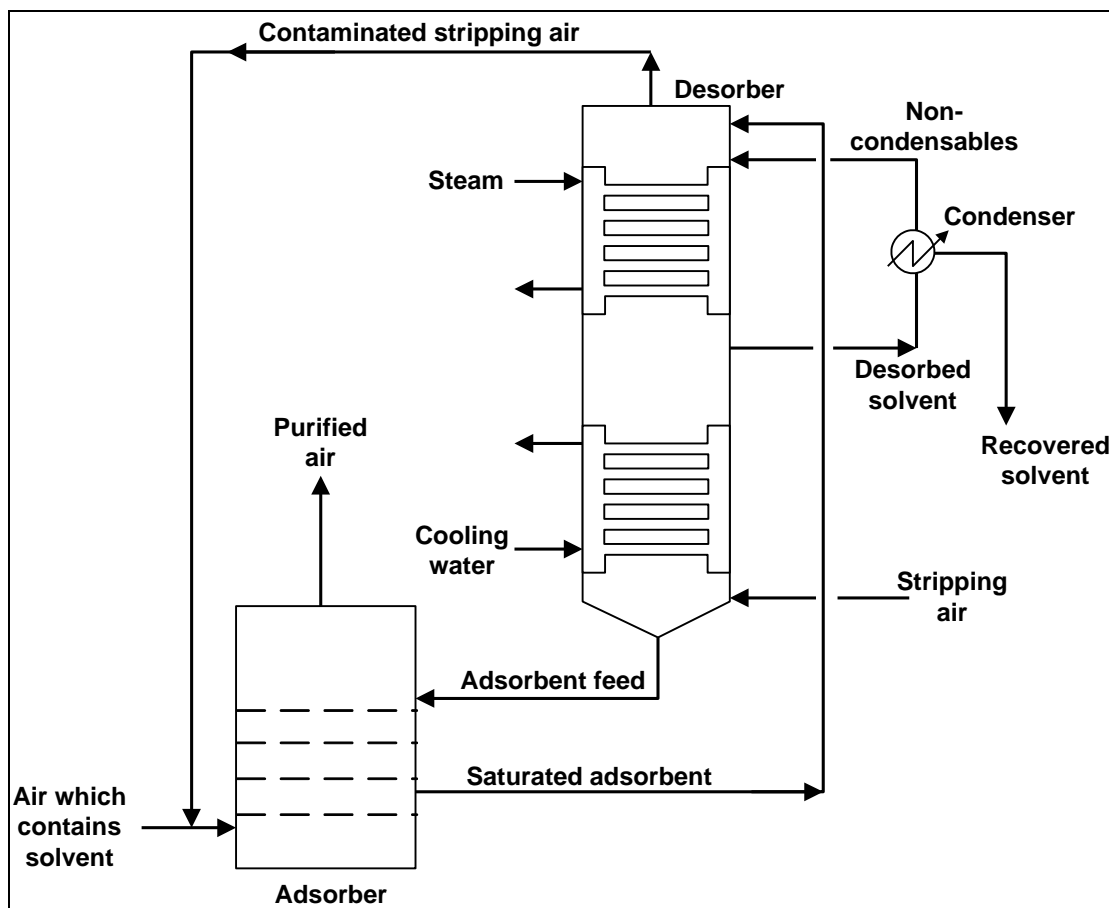 Contaminated stripping air
Desorber
Non-
condensables
Steam
Condenser
Desorbed
solvent
Purified
air
Recovered
solvent
Cooling
water
Stripping
air
Adsorbent feed
Saturated adsorbent
Air which
contains
solvent
Adsorber